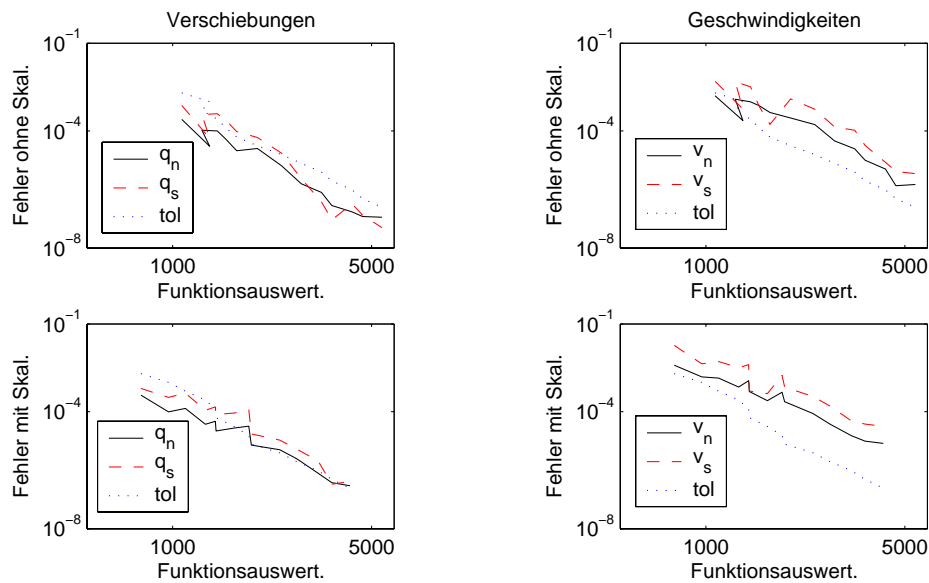 Verschiebungen
Fehler ohne Skal.
10^-1
10^-4
10^-8
q_n
q_s
tol
1000
5000
Funktionsauswert.
Geschwindigkeiten
Fehler ohne Skal.
10^-1
10^-4
10^-8
v_n
v_s
tol
1000
5000
Funktionsauswert.
Fehler mit Skal.
10^-1
10^-4
10^-8
q_n
q_s
tol
1000
5000
Funktionsauswert.
Fehler mit Skal.
10^-1
10^-4
10^-8
v_n
v_s
tol
1000
5000
Funktionsauswert.